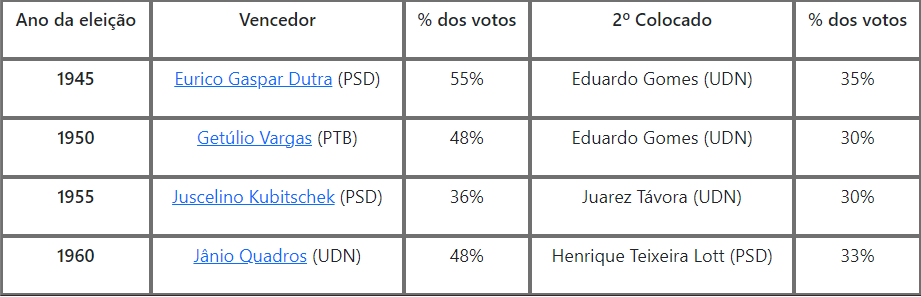 Ano da eleição Vencedor % dos votos 2º Colocado % dos votos
1945 Eurico Gaspar Dutra (PSD) 55% Eduardo Gomes (UDN) 35%
1950 Getúlio Vargas (PTB) 48% Eduardo Gomes (UDN) 30%
1955 Juscelino Kubitschek (PSD) 36% Juarez Távora (UDN) 30%
1960 Jânio Quadros (UDN) 48% Henrique Teixeira Lott (PSD) 33%